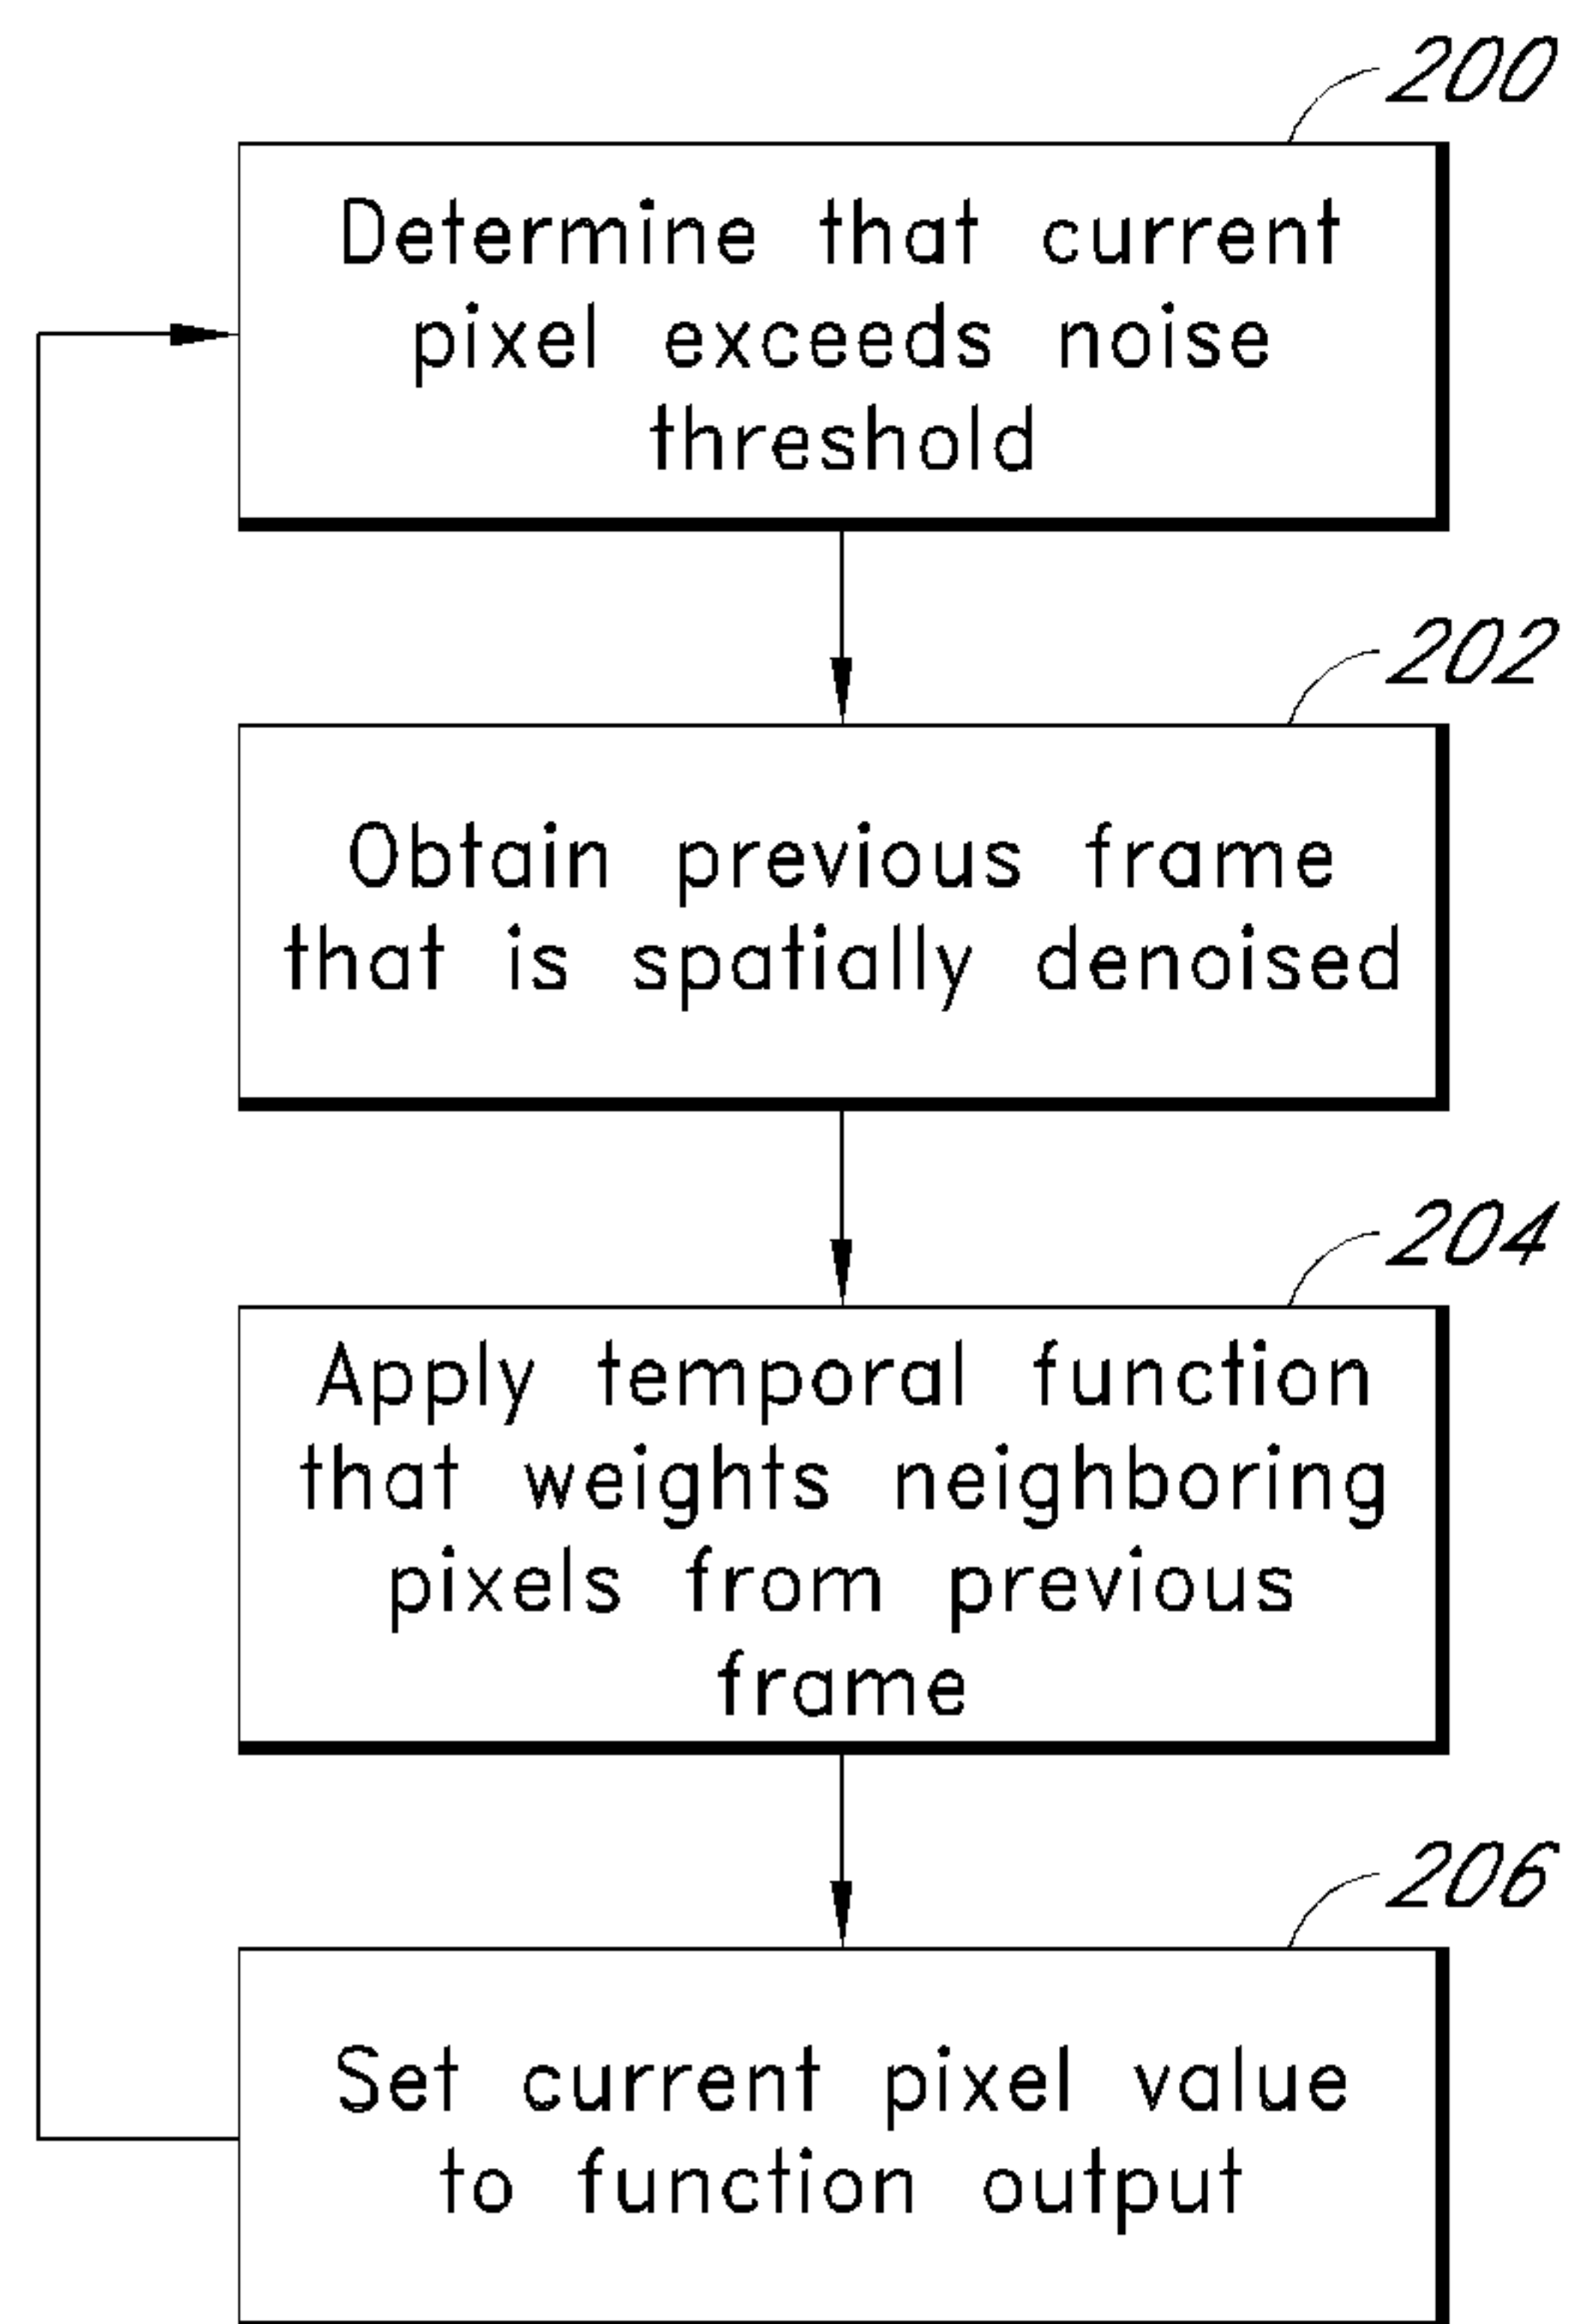 200
Determine that current
pixel exceeds noise
threshold
202
Obtain previous frame
that is spatially denoised
204
Apply temporal function
that weights neighboring
pixels from previous
frame
206
Set current pixel value
to function output